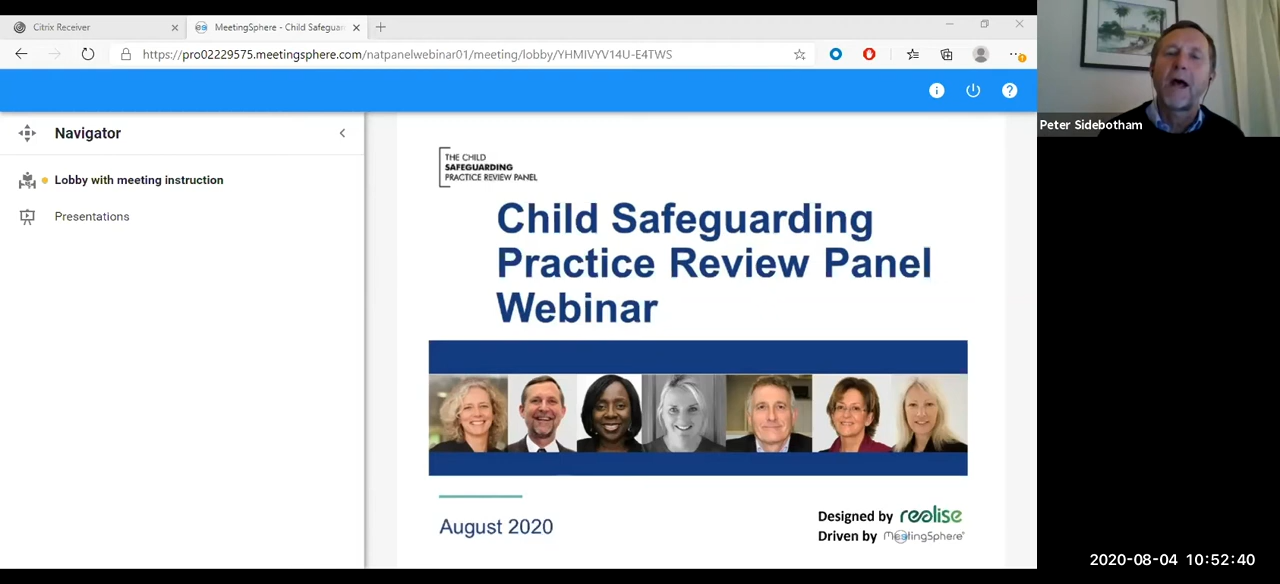 Citrix Receiver
MeetingSphere - Child Safeguar
https://pro02229575.meetingsphere.com/natpanelwebinar01/meeting/lobby/YHMIVYV14U-E4TWS
Navigator
Lobby with meeting instruction
Presentations
THE CHILD
SAFEGUARDING
PRACTICE REVIEW PANEL
Child Safeguarding
Practice Review Panel
Webinar
August 2020
Designed by realise
Driven by MeetingSphere
Peter Sidebotham
2020-08-04 10:52:40